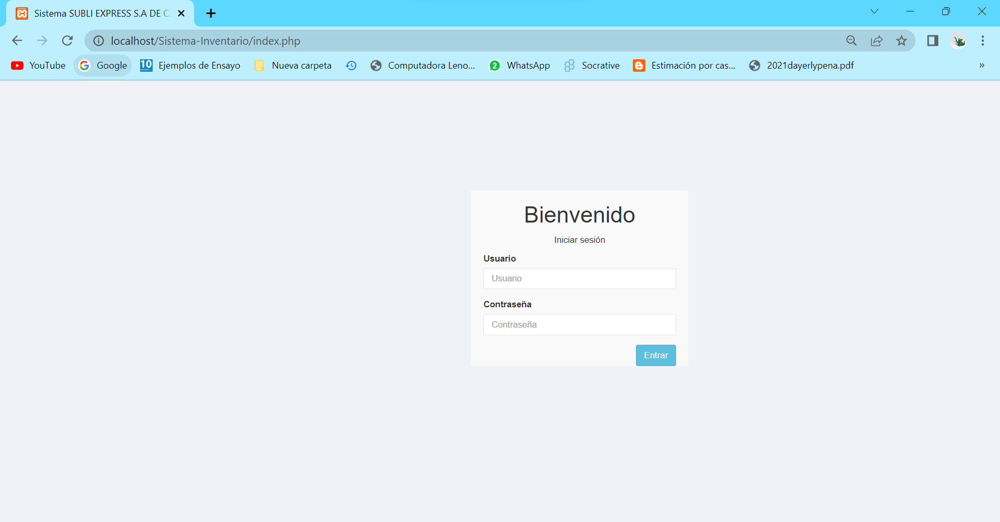 Sistema SUBLI EXPRESS S.A DE C.
localhost/Sistema-Inventario/index.php
YouTube Google 10 Ejemplos de Ensayo Nueva carpeta Computadora Leno... 2 WhatsApp Socrative Estimación por cas... 2021dayerlypena.pdf »
Bienvenido
Iniciar sesión
Usuario
Usuario
Contraseña
Contraseña
Entrar